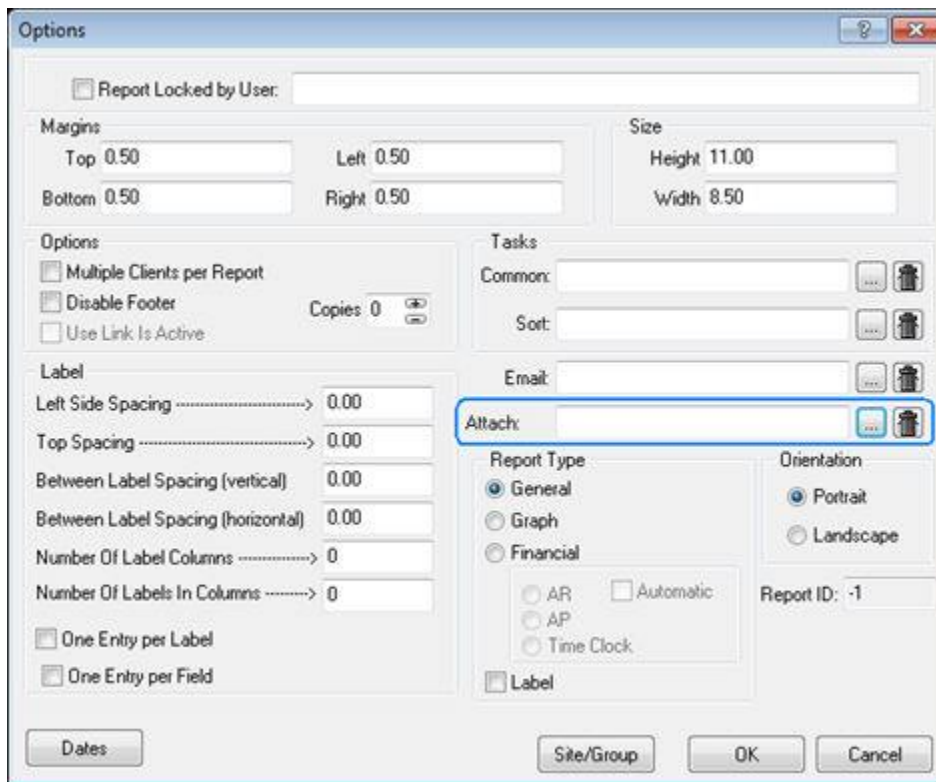 Options
Report Locked by User:
Margins
Top 0.50 Left 0.50
Bottom 0.50 Right 0.50
Size
Height 11.00
Width 8.50
Options
Multiple Clients per Report
Disable Footer
Copies 0
Use Link Is Active
Tasks
Common: ...
Sort: ...
Email: ...
Attach: ...
Label
Left Side Spacing ----------------------------> 0.00
Top Spacing ------------------------------------> 0.00
Between Label Spacing (vertical) 0.00
Between Label Spacing (horizontal) 0.00
Number Of Label Columns ---------------> 0
Number Of Labels In Columns ---------> 0
One Entry per Label
One Entry per Field
Report Type
General
Graph
Financial
AR Automatic
AP
Time Clock
Label
Orientation
Portrait
Landscape
Report ID: -1
Dates Site/Group OK Cancel